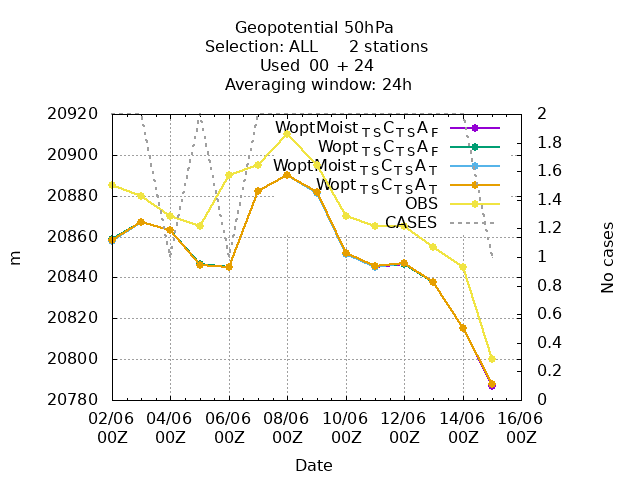 Geopotential 50hPa
Selection: ALL 2 stations
Used 00 + 24
Averaging window: 24h
20920
20900
20880
20860
20840
20820
20800
20780
m
2
1.8
1.6
1.4
1.2
1
0.8
0.6
0.4
0.2
0
No cases
WoptMoist TS C TS A F
Wopt TS C TS A F
WoptMoist TS C TS A T
Wopt TS C TS A T
OBS
CASES
02/06 04/06 06/06 08/06 10/06 12/06 14/06 16/06
00Z 00Z 00Z 00Z 00Z 00Z 00Z 00Z
Date